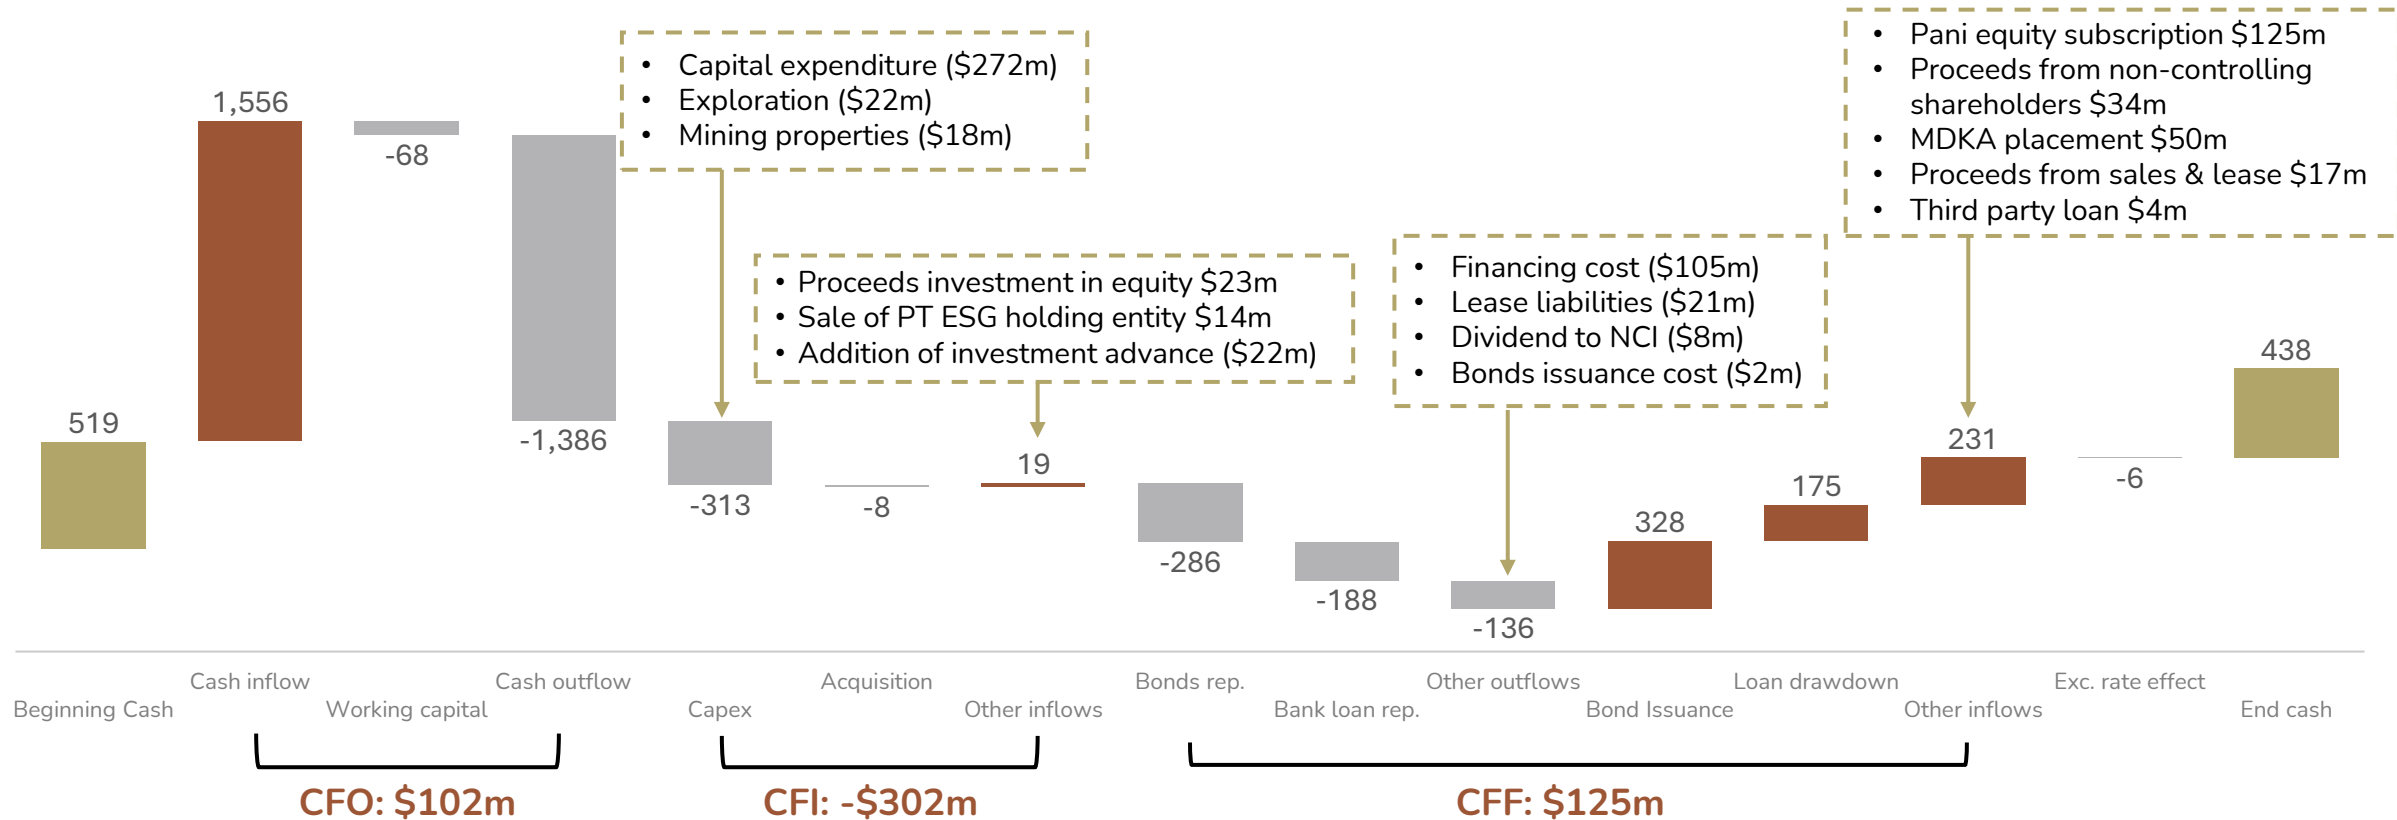 • Pani equity subscription $125m
• Proceeds from non-controlling
shareholders $34m
• MDKA placement $50m
• Proceeds from sales & lease $17m
• Third party loan $4m
• Capital expenditure ($272m)
• Exploration ($22m)
• Mining properties ($18m)
• Proceeds investment in equity $23m
• Sale of PT ESG holding entity $14m
• Addition of investment advance ($22m)
• Financing cost ($105m)
• Lease liabilities ($21m)
• Dividend to NCI ($8m)
• Bonds issuance cost ($2m)
519
1,556
-68
-1,386
-313
-8
19
-286
-188
-136
328
175
231
-6
438
Beginning Cash
Cash inflow
Working capital
Cash outflow
Capex
Acquisition
Other inflows
Bonds rep.
Bank loan rep.
Other outflows
Bond Issuance
Loan drawdown
Other inflows
Exc. rate effect
End cash
CFO: $102m
CFI: -$302m
CFF: $125m